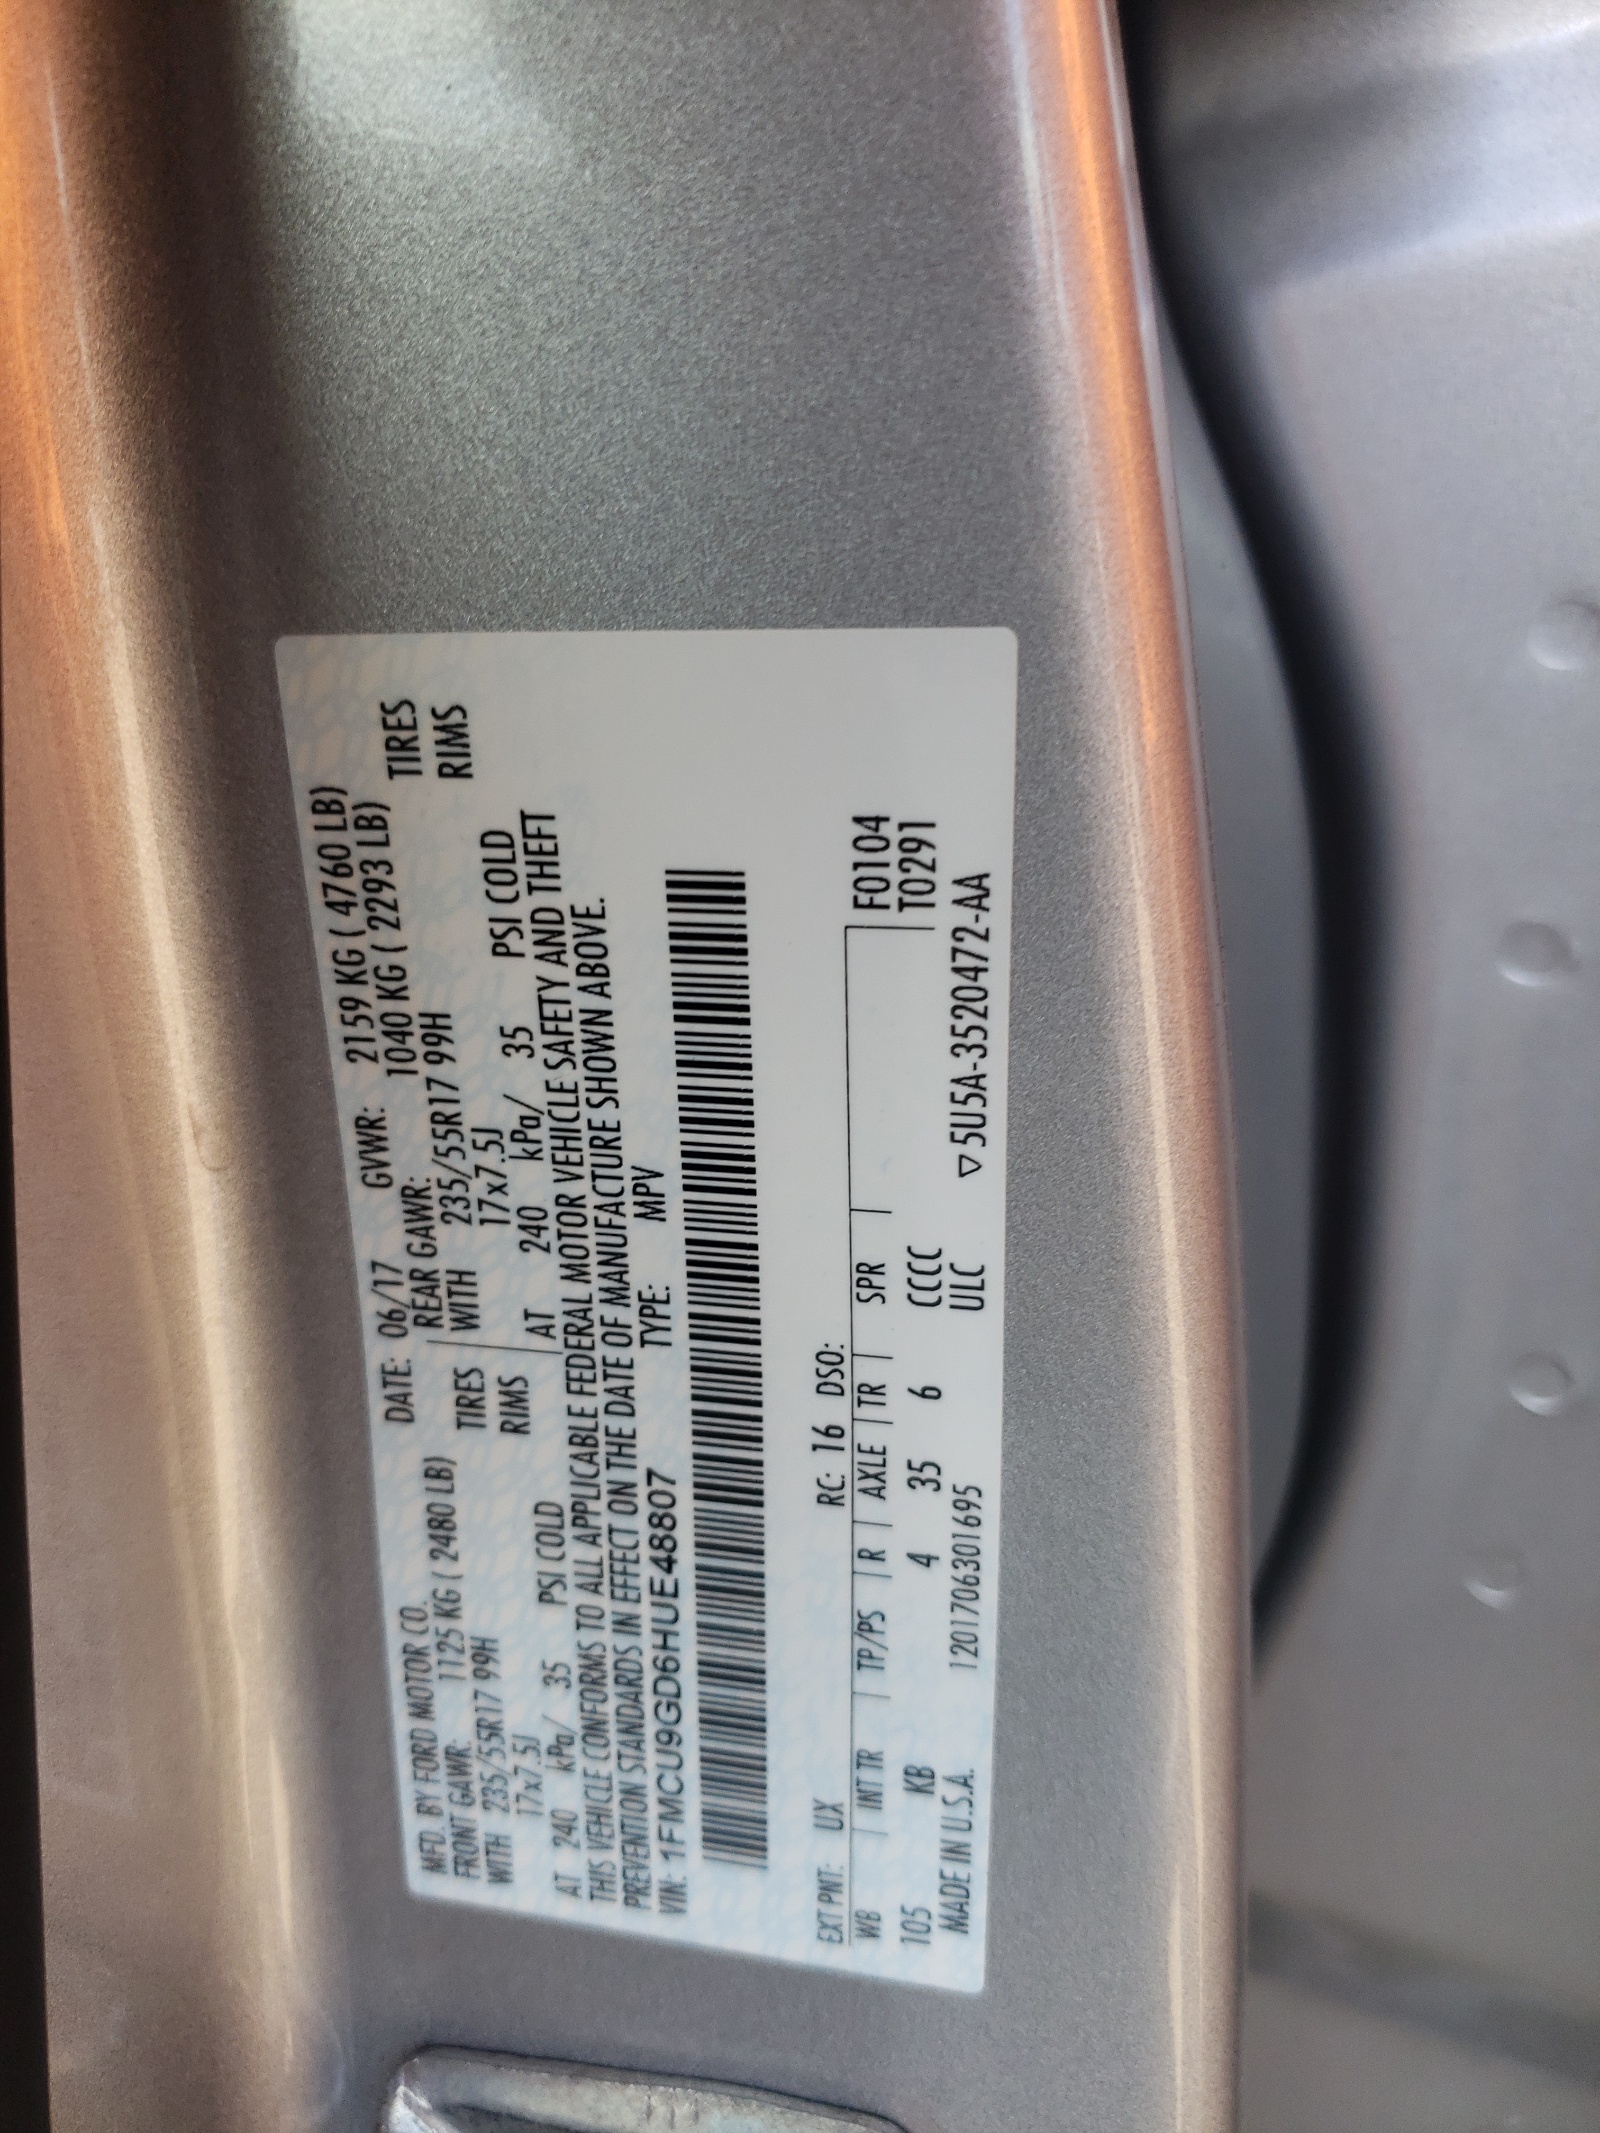 MFD. BY FORD MOTOR CO. DATE: 06/17 GVWR: 2159 KG ( 4760 LB)
FRONT GAWR: 1125 KG ( 2480 LB) REAR GAWR: 1040 KG ( 2293 LB)
WITH 235/55R17 99H TIRES WITH 235/55R17 99H TIRES
17x7.5J RIMS 17x7.5J RIMS
AT 240 kPa/ 35 PSI COLD AT 240 kPa/ 35 PSI COLD
THIS VEHICLE CONFORMS TO ALL APPLICABLE FEDERAL MOTOR VEHICLE SAFETY AND THEFT
PREVENTION STANDARDS IN EFFECT ON THE DATE OF MANUFACTURE SHOWN ABOVE.
VIN: 1FMCU9GD6HUE48807 TYPE: MPV
EXT PNT: UX RC: 16 DSO:
WB INT TR TP/PS R AXLE TR SPR F0104
105 KB 4 35 6 CCCC T0291
MADE IN U.S.A. 1201706301695 ULC ▽5U5A-3520472-AA